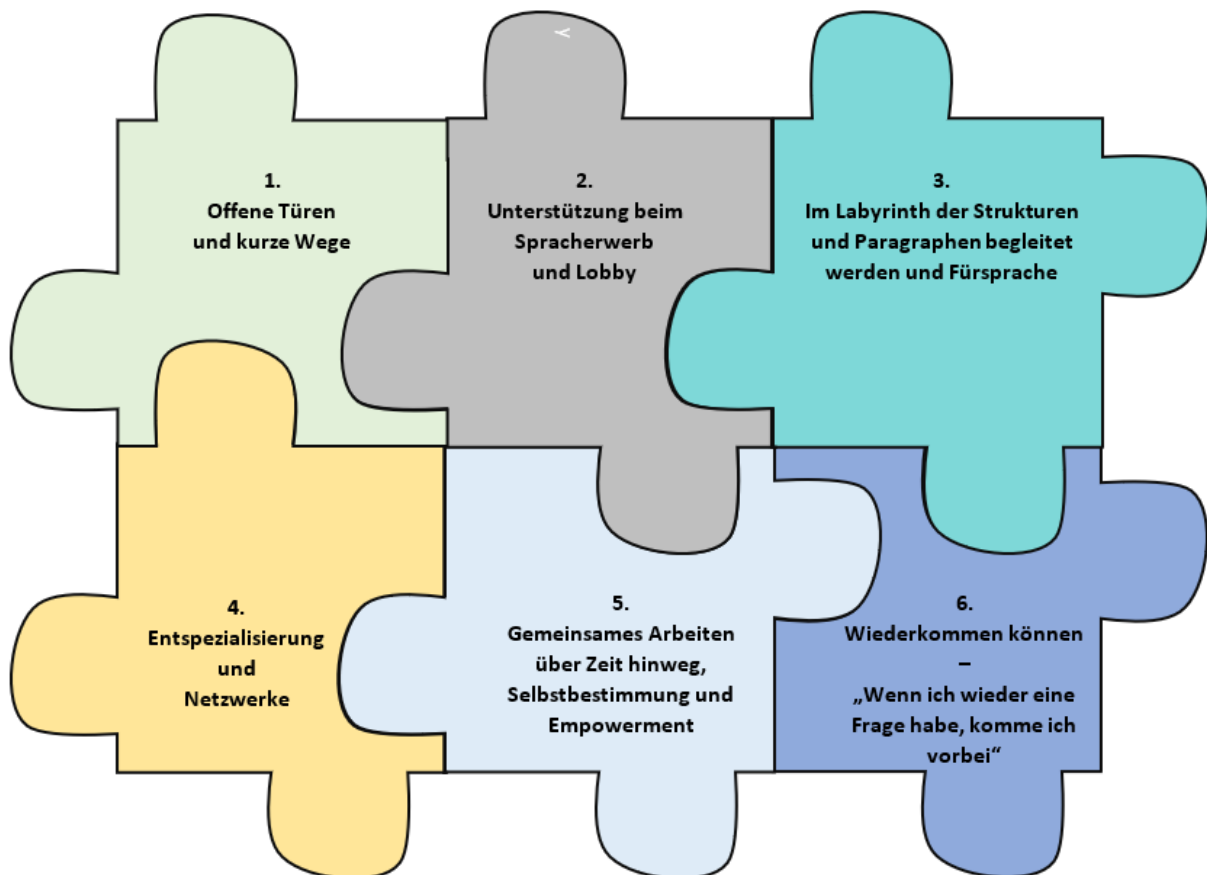 1.
Offene Türen
und kurze Wege
2.
Unterstützung beim
Spracherwerb
und Lobby
3.
Im Labyrinth der Strukturen
und Paragraphen begleitet
werden und Fürsprache
4.
Entspezialisierung
und
Netzwerke
5.
Gemeinsames Arbeiten
über Zeit hinweg,
Selbstbestimmung und
Empowerment
6.
Wiederkommen können
–
„Wenn ich wieder eine
Frage habe, komme ich
vorbei“